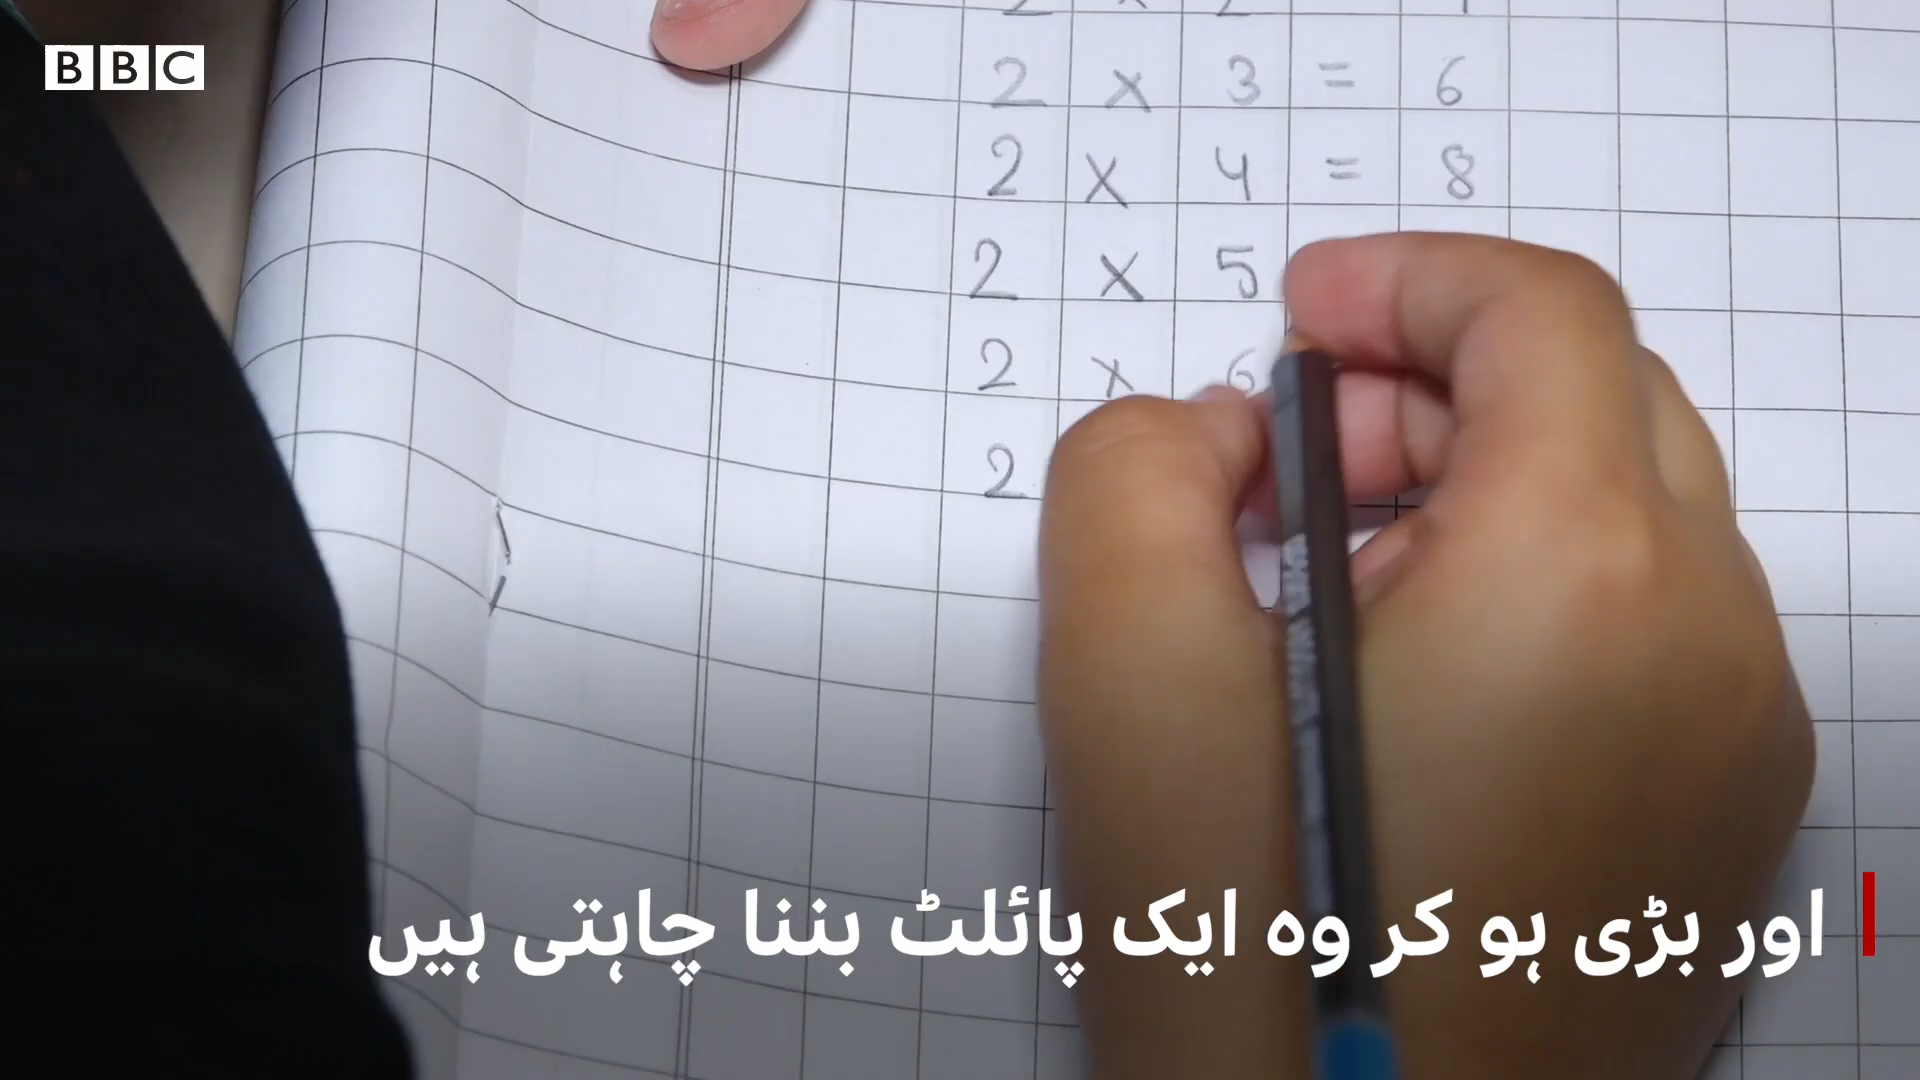 BBC
2 x 3 = 6
2 x 4 = 8
2 x 5
2 x 6
2
اور بڑی ہو کر وہ ایک پائلٹ بننا چاہتی ہیں